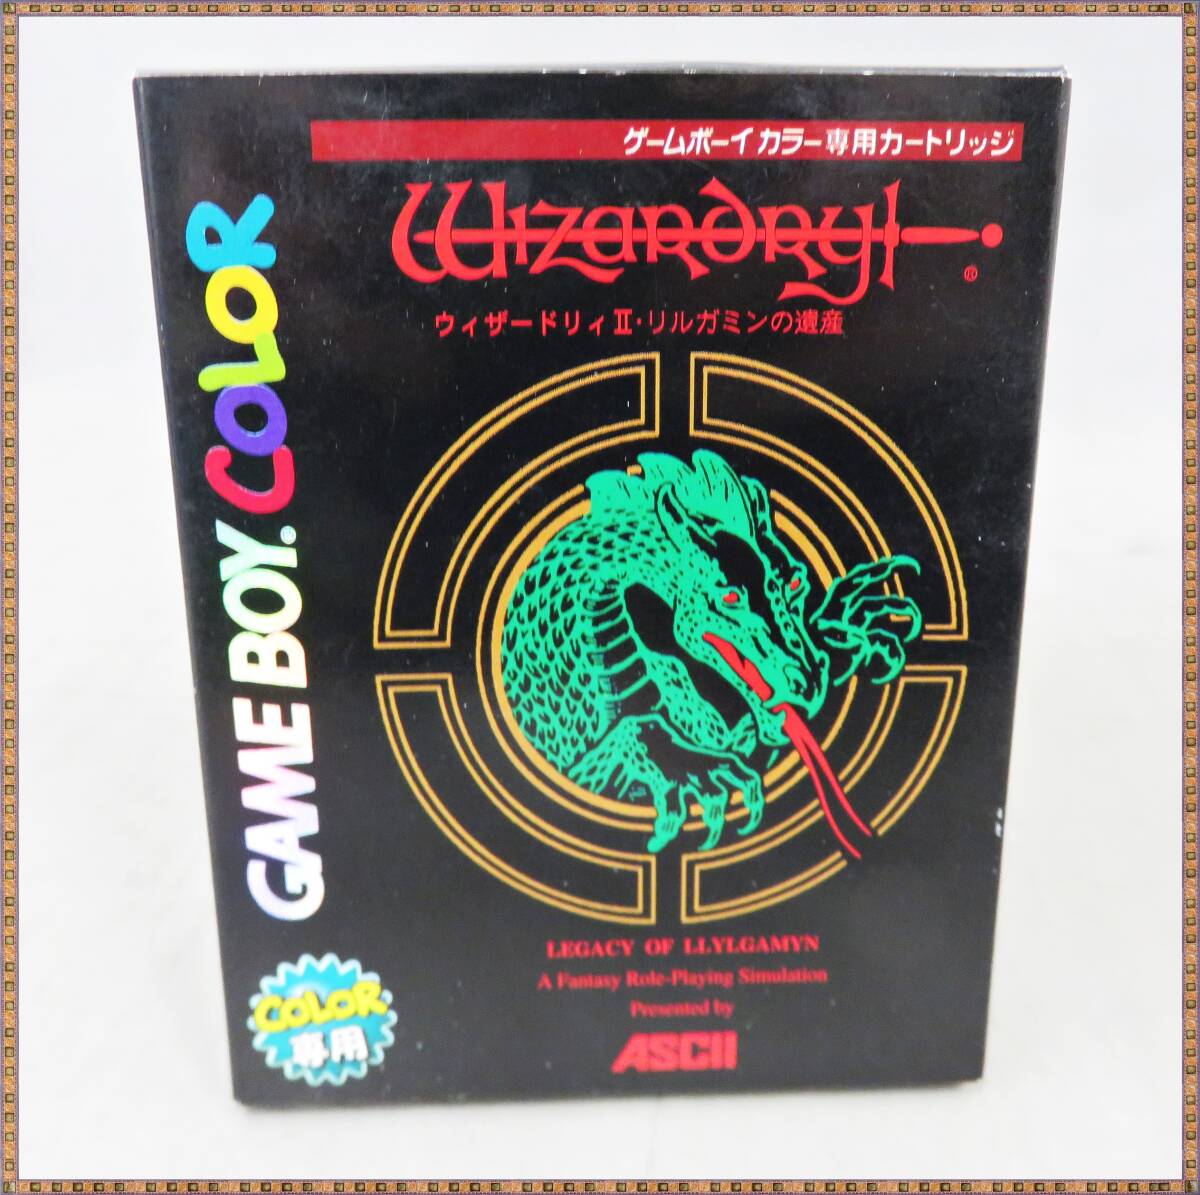 ゲームボーイカラー専用カートリッジ
Wizardry
®
ウィザードリィII・リルガミンの遺産
GAME BOY® COLOR
LEGACY OF LLYLGAMYN
A Fantasy Role-Playing Simulation
Presented by
ASCII
COLOR
専用